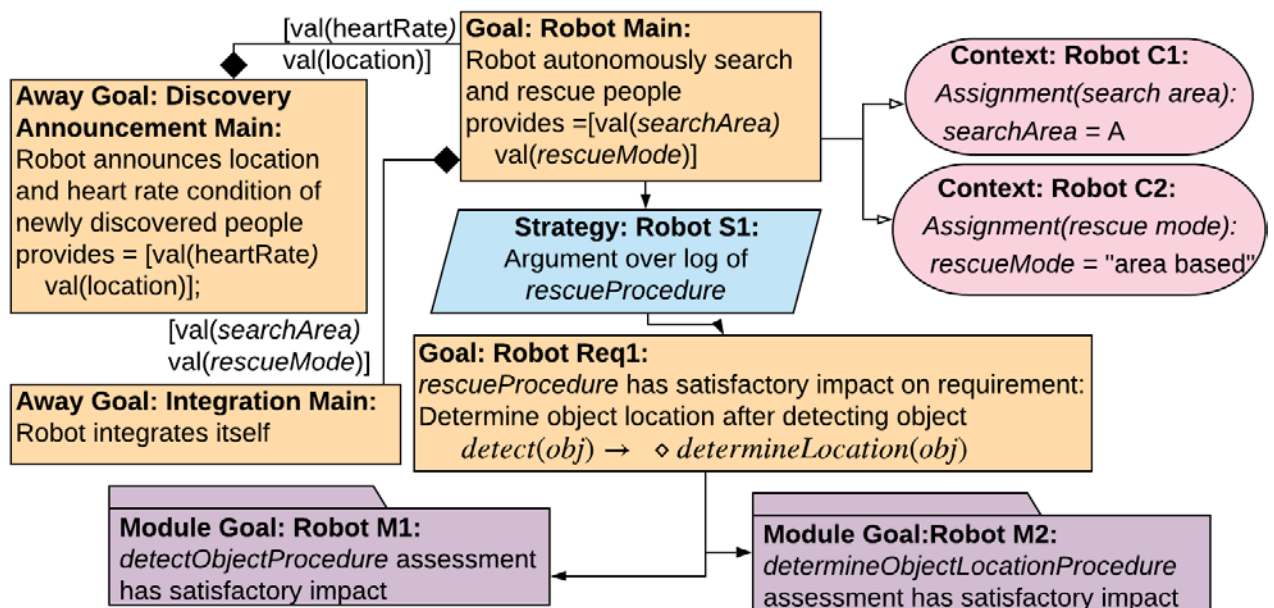 [val(heartRate)
val(location)]
Goal: Robot Main:
Robot autonomously search
and rescue people
provides =[val(searchArea)
val(rescueMode)]
Context: Robot C1:
Assignment(search area):
searchArea = A
Context: Robot C2:
Assignment(rescue mode):
rescueMode = "area based"
Away Goal: Discovery
Announcement Main:
Robot announces location
and heart rate condition of
newly discovered people
provides = [val(heartRate)
val(location)];
Strategy: Robot S1:
Argument over log of
rescueProcedure
[val(searchArea)
val(rescueMode)]
Away Goal: Integration Main:
Robot integrates itself
Goal: Robot Req1:
rescueProcedure has satisfactory impact on requirement:
Determine object location after detecting object
detect(obj) → ⋄ determineLocation(obj)
Module Goal: Robot M1:
detectObjectProcedure assessment
has satisfactory impact
Module Goal:Robot M2:
determineObjectLocationProcedure
assessment has satisfactory impact